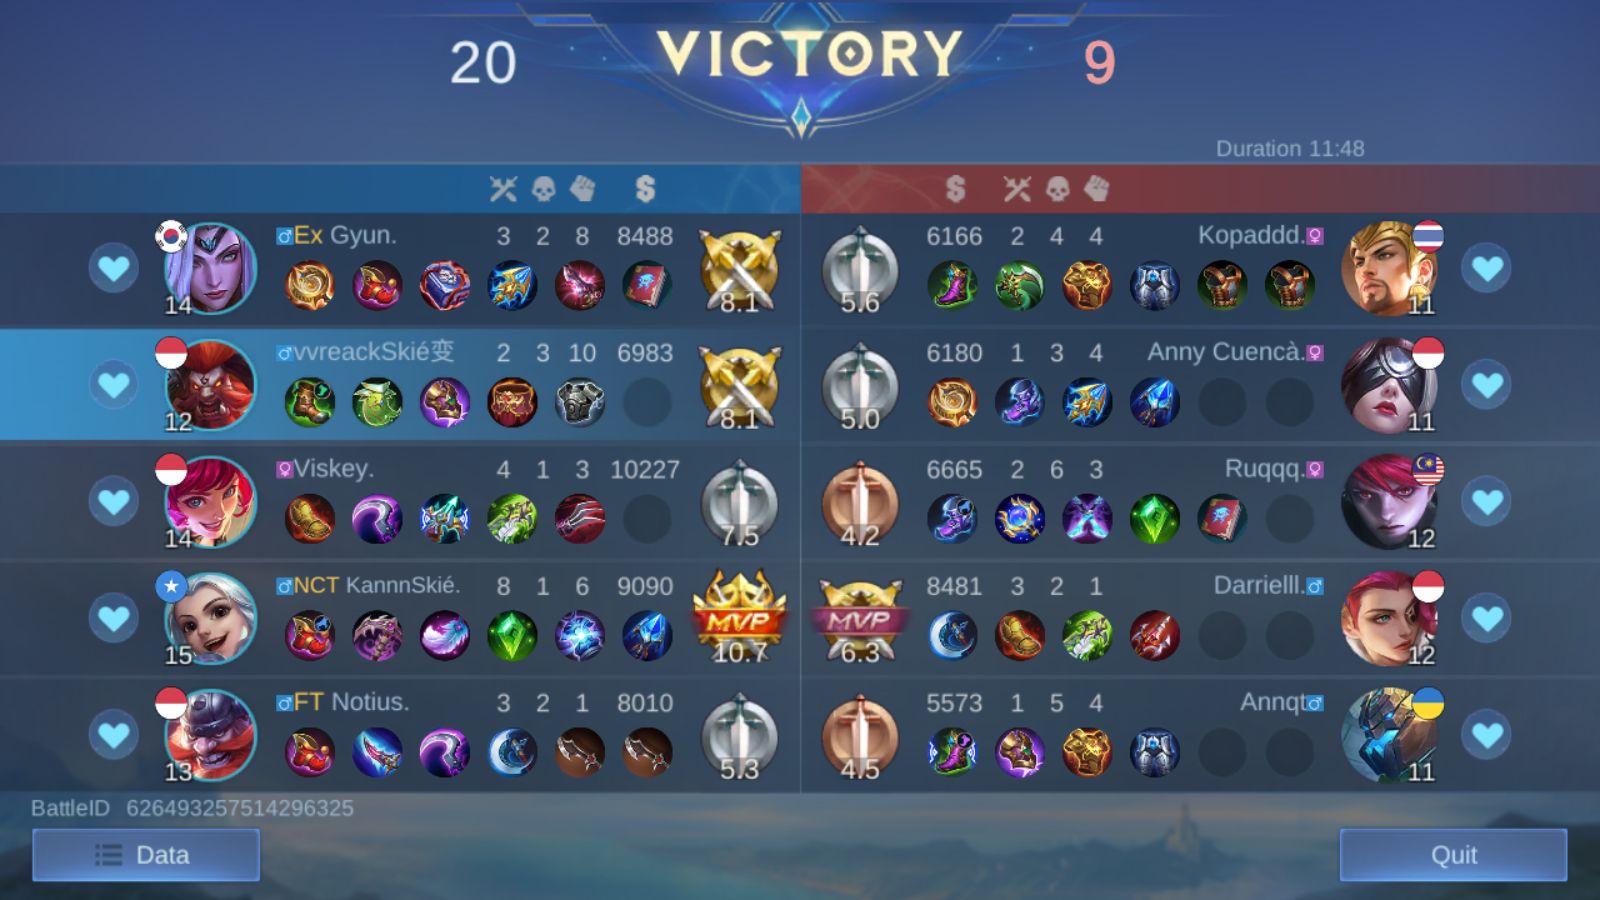 20 VICTORY 9
Duration 11:48
Ex Gyun. 3 2 8 8488
14 8.1
vvreackSkié变 2 3 10 6983
12 8.1
Viskey. 4 1 3 10227
14 7.5
NCT KannnSkié. 8 1 6 9090
MVP
15 10.7
FT Notius. 3 2 1 8010
13 5.3
6166 2 4 4 Kopaddd.
5.6 11
6180 1 3 4 Anny Cuencà.
5.0 11
6665 2 6 3 Ruqqq.
4.2 12
8481 3 2 1 Darrielll.
MVP
6.3 12
5573 1 5 4 Annqt
4.5 11
BattleID 626493257514296325
Data
Quit